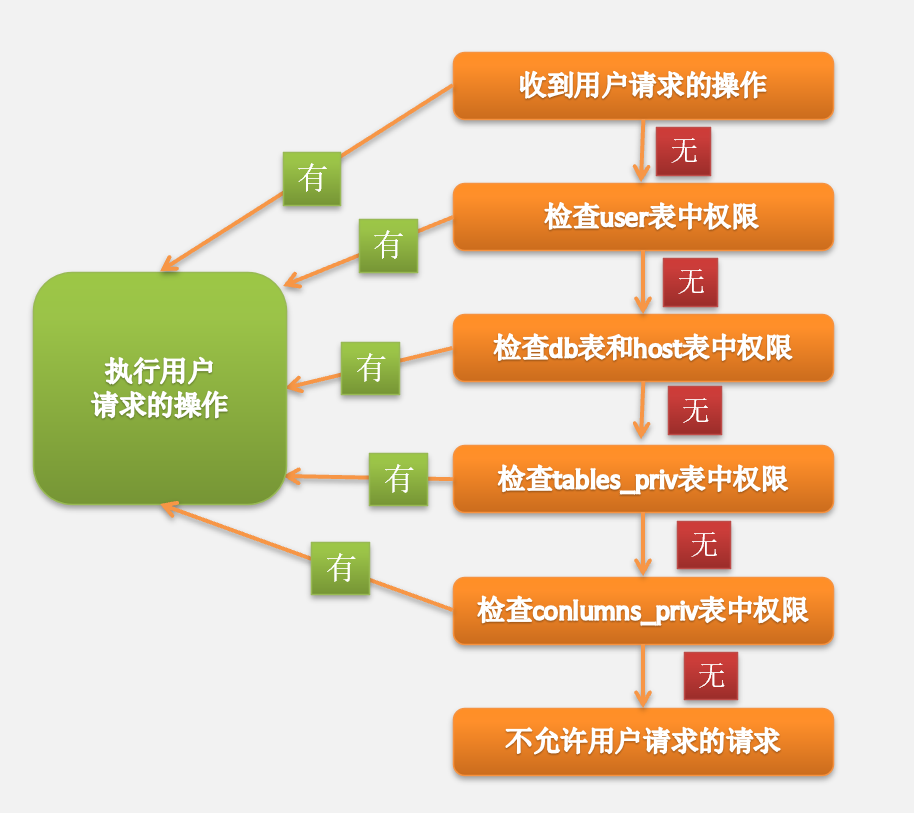 收到用户请求的操作
无
有
检查user表中权限
有
无
检查db表和host表中权限
有
执行用户
请求的操作
无
检查tables_priv表中权限
有
无
检查conlumns_priv表中权限
有
无
不允许用户请求的请求